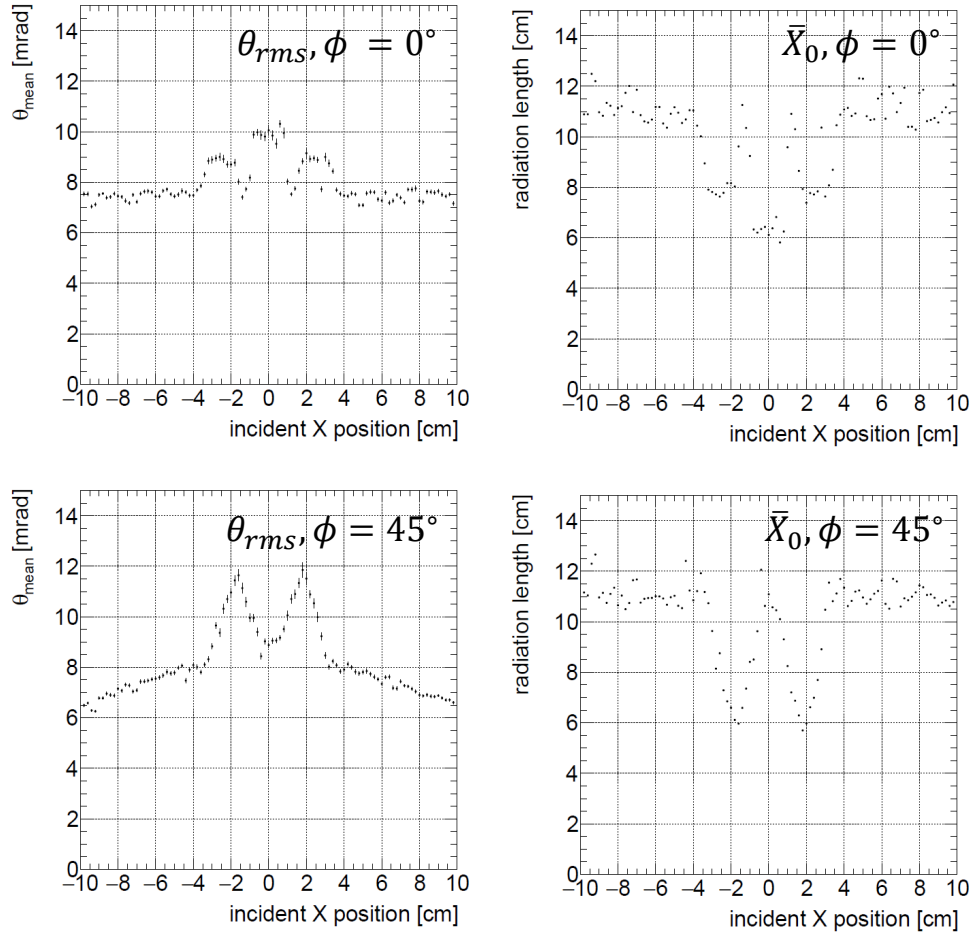 θmean [mrad]
14
12
10
8
6
4
2
0
θrms, ϕ = 0°
−10 −8 −6 −4 −2 0 2 4 6 8 10
incident X position [cm]
radiation length [cm]
14
12
10
8
6
4
2
0
X̄0, ϕ = 0°
−10 −8 −6 −4 −2 0 2 4 6 8 10
incident X position [cm]
θmean [mrad]
14
12
10
8
6
4
2
0
θrms, ϕ = 45°
−10 −8 −6 −4 −2 0 2 4 6 8 10
incident X position [cm]
radiation length [cm]
14
12
10
8
6
4
2
0
X̄0, ϕ = 45°
−10 −8 −6 −4 −2 0 2 4 6 8 10
incident X position [cm]